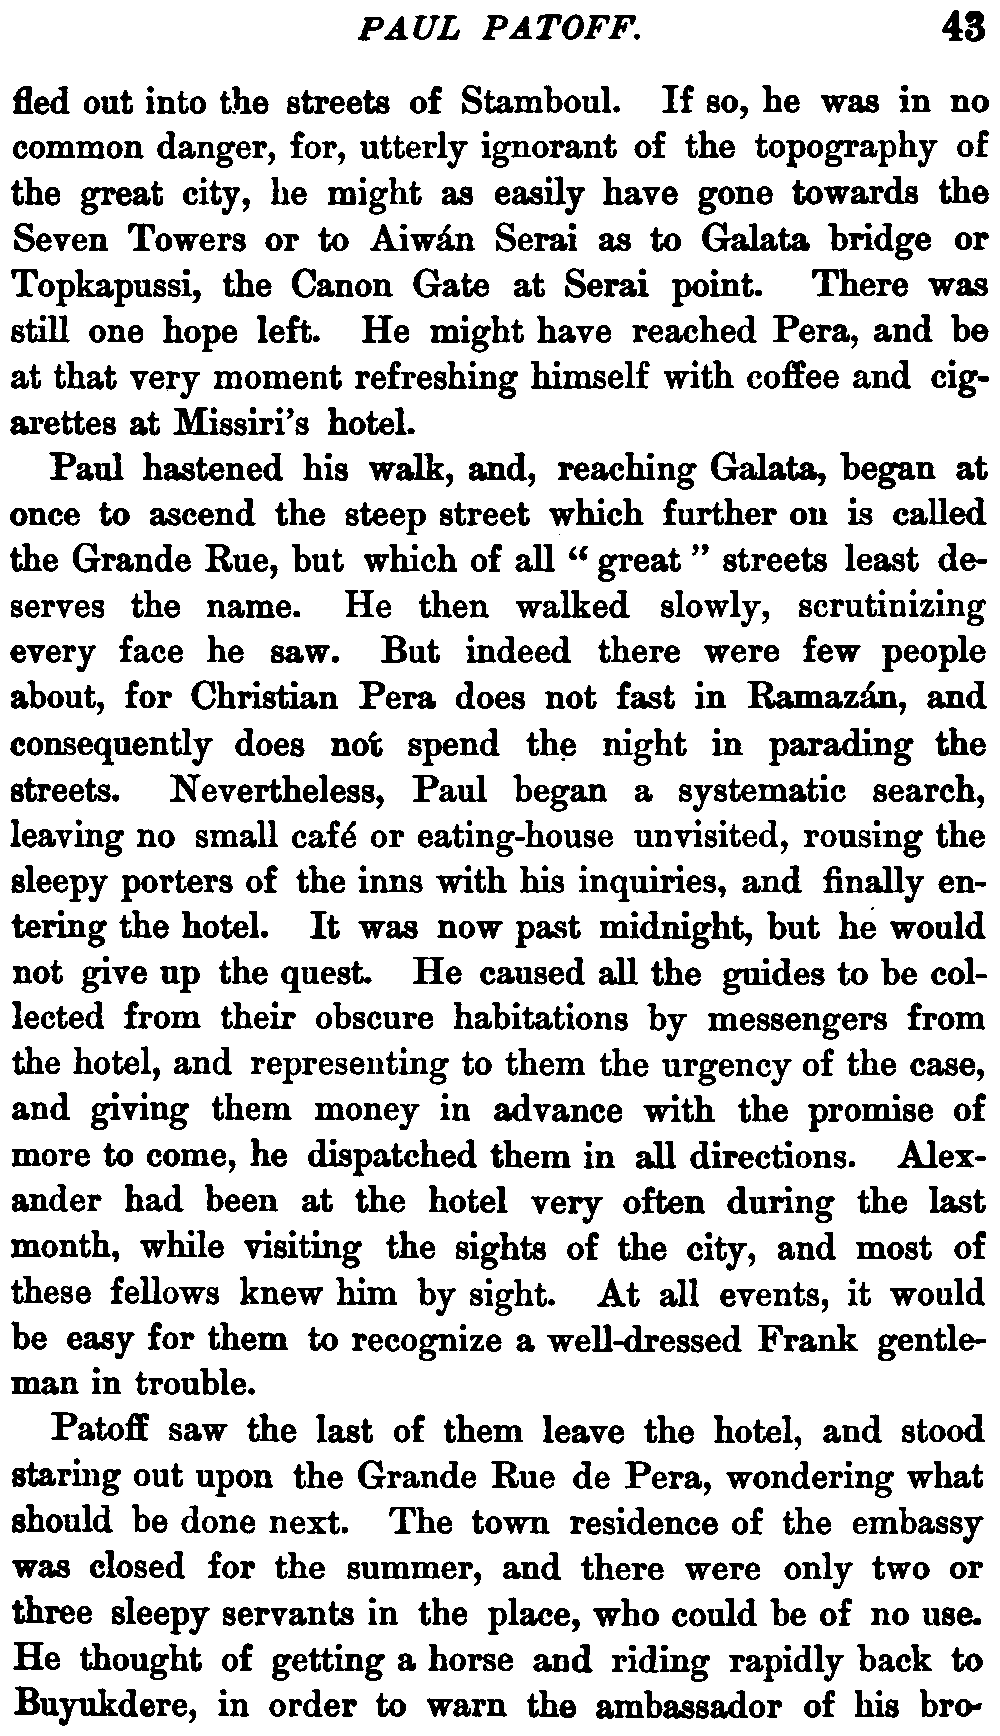 PAUL PATOFF. 43
fled out into the streets of Stamboul. If so, he was in no
common danger, for, utterly ignorant of the topography of
the great city, he might as easily have gone towards the
Seven Towers or to Aiwán Serai as to Galata bridge or
Topkapussi, the Canon Gate at Serai point. There was
still one hope left. He might have reached Pera, and be
at that very moment refreshing himself with coffee and cig-
arettes at Missiri's hotel.
Paul hastened his walk, and, reaching Galata, began at
once to ascend the steep street which further on is called
the Grande Rue, but which of all “ great ” streets least de-
serves the name. He then walked slowly, scrutinizing
every face he saw. But indeed there were few people
about, for Christian Pera does not fast in Ramazán, and
consequently does not spend the night in parading the
streets. Nevertheless, Paul began a systematic search,
leaving no small café or eating-house unvisited, rousing the
sleepy porters of the inns with his inquiries, and finally en-
tering the hotel. It was now past midnight, but he would
not give up the quest. He caused all the guides to be col-
lected from their obscure habitations by messengers from
the hotel, and representing to them the urgency of the case,
and giving them money in advance with the promise of
more to come, he dispatched them in all directions. Alex-
ander had been at the hotel very often during the last
month, while visiting the sights of the city, and most of
these fellows knew him by sight. At all events, it would
be easy for them to recognize a well-dressed Frank gentle-
man in trouble.
Patoff saw the last of them leave the hotel, and stood
staring out upon the Grande Rue de Pera, wondering what
should be done next. The town residence of the embassy
was closed for the summer, and there were only two or
three sleepy servants in the place, who could be of no use.
He thought of getting a horse and riding rapidly back to
Buyukdere, in order to warn the ambassador of his bro-